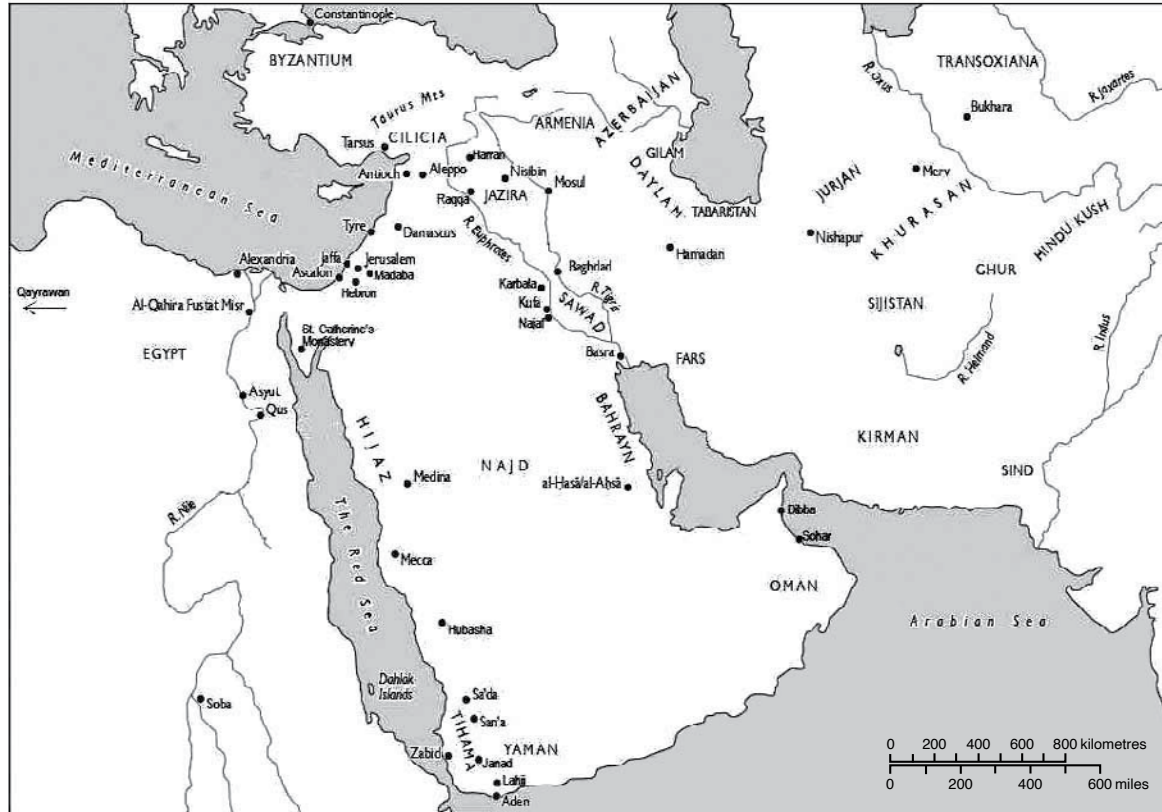 Constantinople
BYZANTIUM
TRANSOXIANA
R. Oxus
R. Jaxartes
Bukhara
Taurus Mts
AZERBAIJAN
ARMENIA
Tarsus
CILICIA
Harran
GILAM
Mediterranean Sea
Antioch
Aleppo
Nisibin
Mosul
DAYLAM
JURJAN
Merv
Raqqa
JAZIRA
TABARISTAN
KHURASAN
HINDU KUSH
Tyre
Damascus
R. Euphrates
Hamadan
Nishapur
Alexandria
Jaffa
Jerusalem
Ascalon
Madaba
Hebron
Baghdad
GHUR
Qayrawan
Karbala
R. Tigris
Al-Qahira Fustat Misr
Kufa
SAWAD
Najaf
SIJISTAN
R. Indus
St. Catherine's
Monastery
EGYPT
Basra
FARS
R. Helmand
Asyut
Qus
HIJAZ
BAHRAYN
KIRMAN
NAJD
SIND
Medina
al-Ḥasā/al-Aḥsā
R. Nile
The Red Sea
Dibba
Sohar
Mecca
OMAN
Hubasha
Arabian Sea
Dahlak
Islands
Soba
Sa'da
San'a
TIHAMA
Zabid
YAMAN
Janad
Lahij
Aden
0 200 400 600 800 kilometres
0 200 400 600 miles